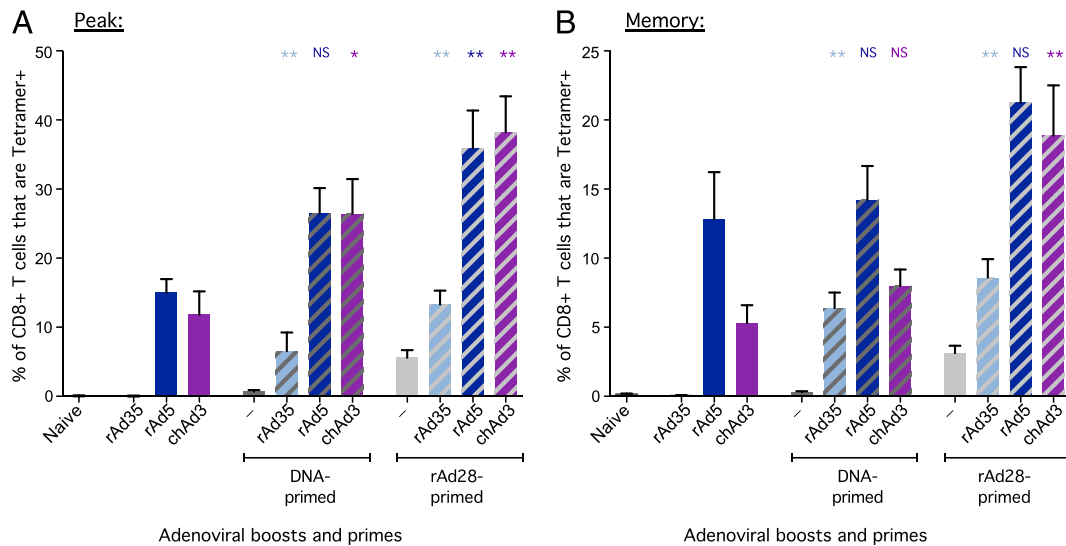 A Peak:
% of CD8+ T cells that are Tetramer+
50
40
30
20
10
0
** NS * ** ** **
Naive rAd35 rAd5 chAd3 – rAd35 rAd5 chAd3 – rAd35 rAd5 chAd3
DNA-
primed
rAd28-
primed
Adenoviral boosts and primes
B Memory:
% of CD8+ T cells that are Tetramer+
25
20
15
10
5
0
** NS NS ** NS **
Naive rAd35 rAd5 chAd3 – rAd35 rAd5 chAd3 – rAd35 rAd5 chAd3
DNA-
primed
rAd28-
primed
Adenoviral boosts and primes